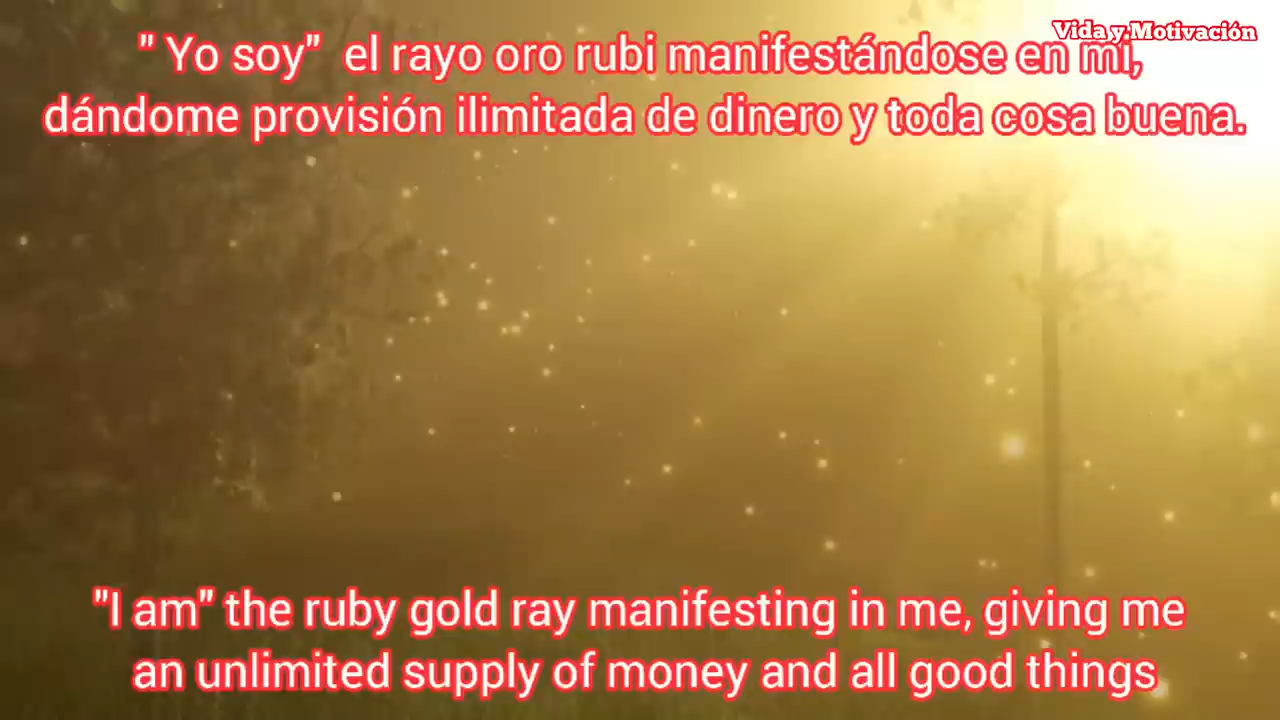 Vida y Motivación
" Yo soy"  el rayo oro rubi manifestándose en mi,
dándome provisión ilimitada de dinero y toda cosa buena.
"I am" the ruby gold ray manifesting in me, giving me
an unlimited supply of money and all good things